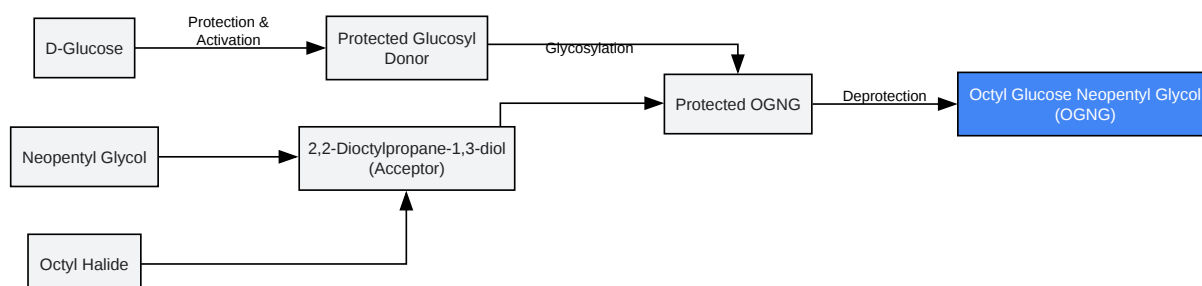 D-Glucose
Protection &
Activation
Protected Glucosyl
Donor
Glycosylation
Neopentyl Glycol
2,2-Dioctylpropane-1,3-diol
(Acceptor)
Octyl Halide
Protected OGNG
Deprotection
Octyl Glucose Neopentyl Glycol
(OGNG)